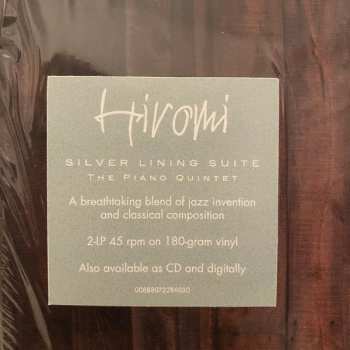 Hiromi
SILVER LINING SUITE
THE PIANO QUINTET
A breathtaking blend of jazz invention
and classical composition
2-LP 45 rpm on 180-gram vinyl
Also available as CD and digitally